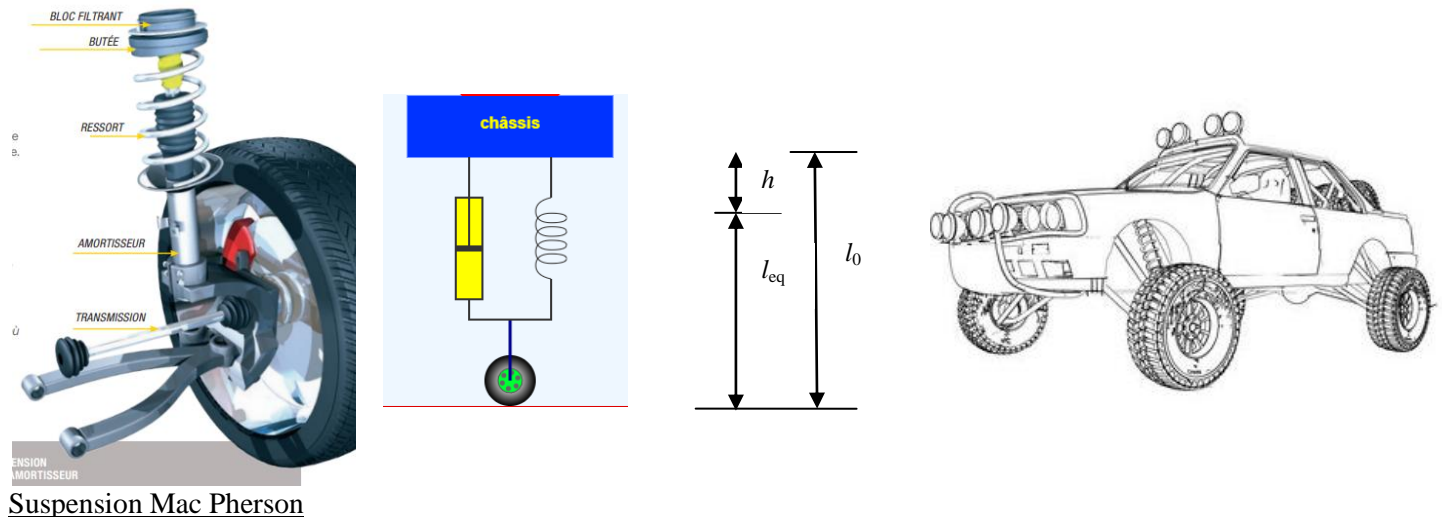 BLOC FILTRANT
BUTÉE
RESSORT
e
e.
AMORTISSEUR
TRANSMISSION
ù
ENSION
AMORTISSEUR
Suspension Mac Pherson
châssis
h
l0
leq